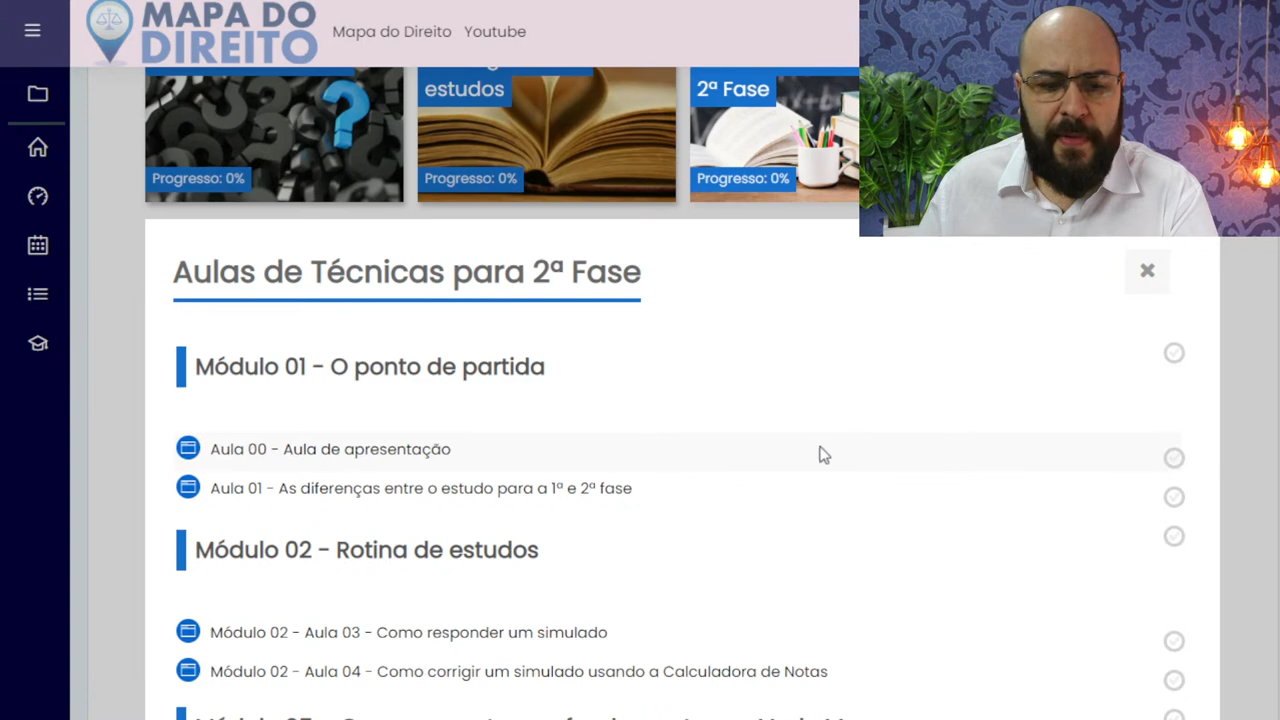 MAPA DO
DIREITO
Mapa do Direito Youtube
estudos
2ª Fase
Progresso: 0%
Progresso: 0%
Progresso: 0%
Aulas de Técnicas para 2ª Fase
Módulo 01 - O ponto de partida
Aula 00 - Aula de apresentação
Aula 01 - As diferenças entre o estudo para a 1ª e 2ª fase
Módulo 02 - Rotina de estudos
Módulo 02 - Aula 03 - Como responder um simulado
Módulo 02 - Aula 04 - Como corrigir um simulado usando a Calculadora de Notas